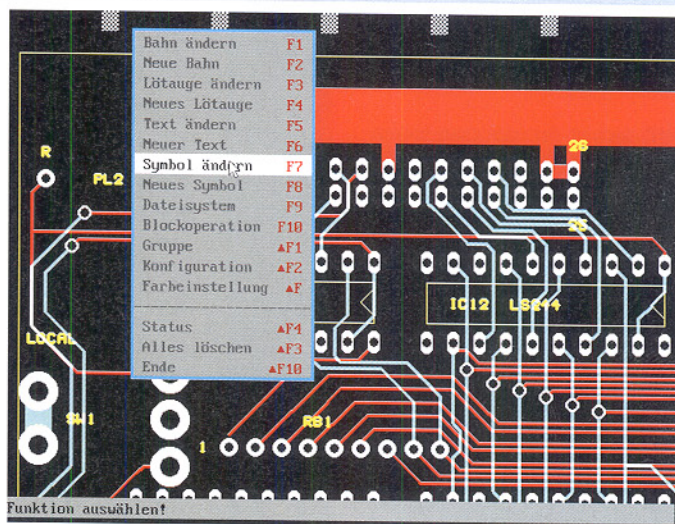 Bahn ändern F1
Neue Bahn F2
Lötauge ändern F3
Neues Lötauge F4
Text ändern F5
Neuer Text F6
Symbol ändern F7
Neues Symbol F8
Dateisystem F9
Blockoperation F10
Gruppe ▲F1
Konfiguration ▲F2
Farbeinstellung ▲F
Status ▲F4
Alles löschen ▲F3
Ende ▲F10
R
PL2
26
25
IC12 LS244
LOCAL
SW1
1
RB1
Funktion auswählen!